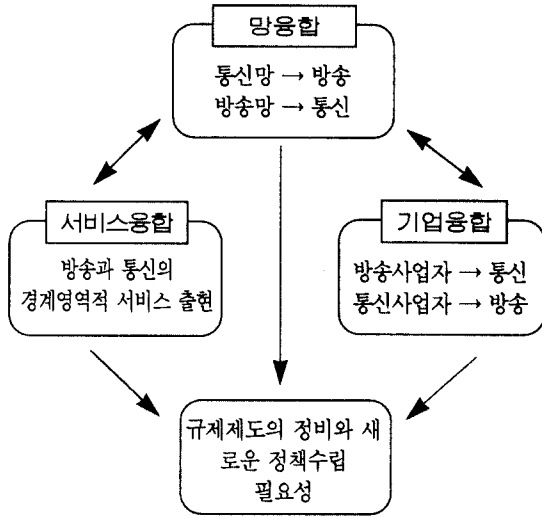 망융합
통신망 → 방송
방송망 → 통신
서비스융합
방송과 통신의
경계영역적 서비스 출현
기업융합
방송사업자 → 통신
통신사업자 → 방송
규제제도의 정비와 새
로운 정책수립
필요성